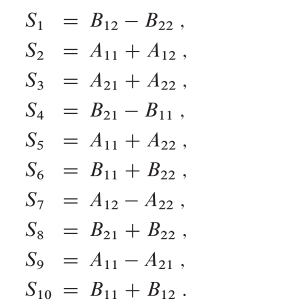 S₁ = B₁₂ − B₂₂ ,
S₂ = A₁₁ + A₁₂ ,
S₃ = A₂₁ + A₂₂ ,
S₄ = B₂₁ − B₁₁ ,
S₅ = A₁₁ + A₂₂ ,
S₆ = B₁₁ + B₂₂ ,
S₇ = A₁₂ − A₂₂ ,
S₈ = B₂₁ + B₂₂ ,
S₉ = A₁₁ − A₂₁ ,
S₁₀ = B₁₁ + B₁₂ .